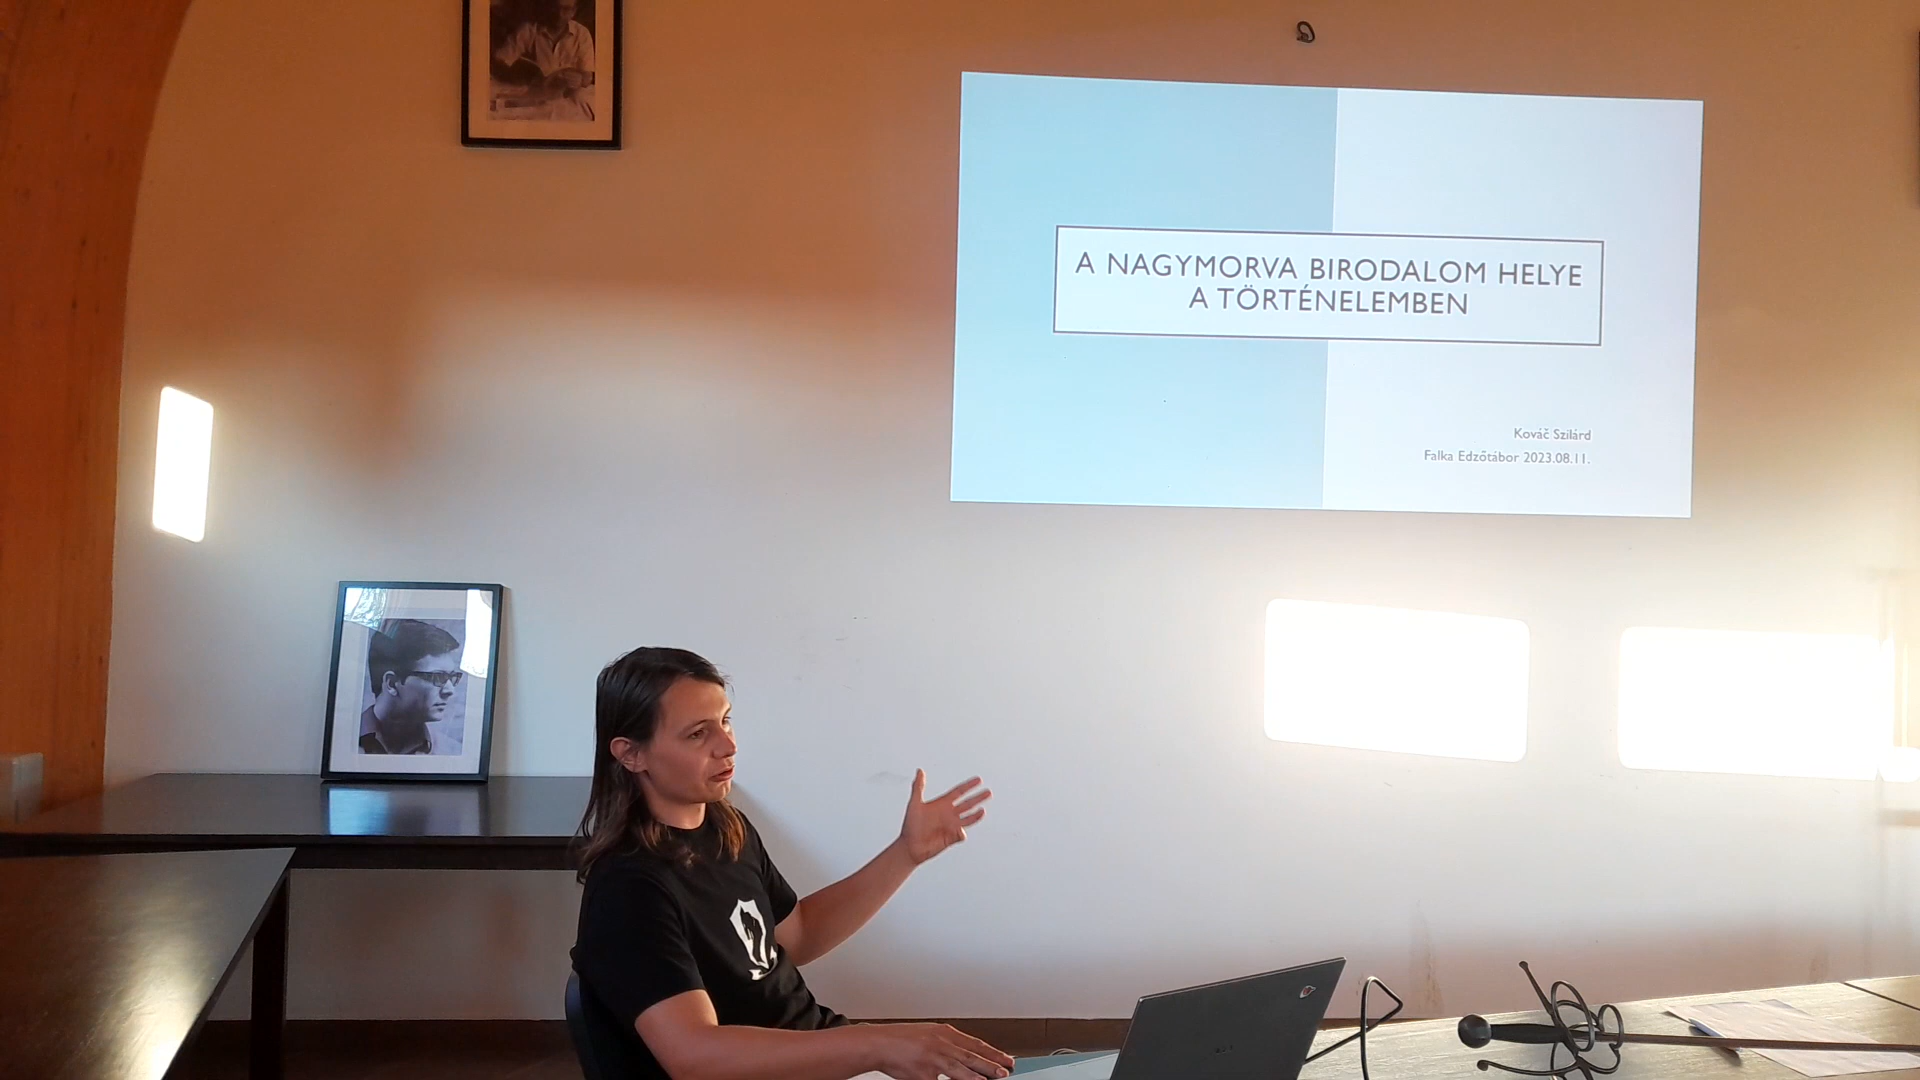 A NAGYMORVA BIRODALOM HELYE
A TÖRTÉNELEMBEN
Kováč Szilárd
Falka Edzőtábor 2023.08.11.